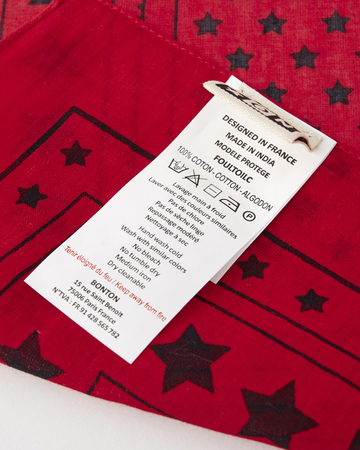 DESIGNED IN FRANCE
MADE IN INDIA
MODELE PROTEGE
FOULTOILC
100% COTON - COTTON - ALGODON
Lavage main à froid
Laver avec des couleurs similaires
Pas de chlore
Pas de sèche linge
Repassage modéré
Nettoyage à sec
Hand wash cold
Wash with similar colors
No bleach
No tumble dry
Medium iron
Dry cleanable
Tenir éloigné du feu / Keep away from fire
BONTON
15 rue Saint Benoit
75006 Paris France
N°TVA : FR 91 428 565 782